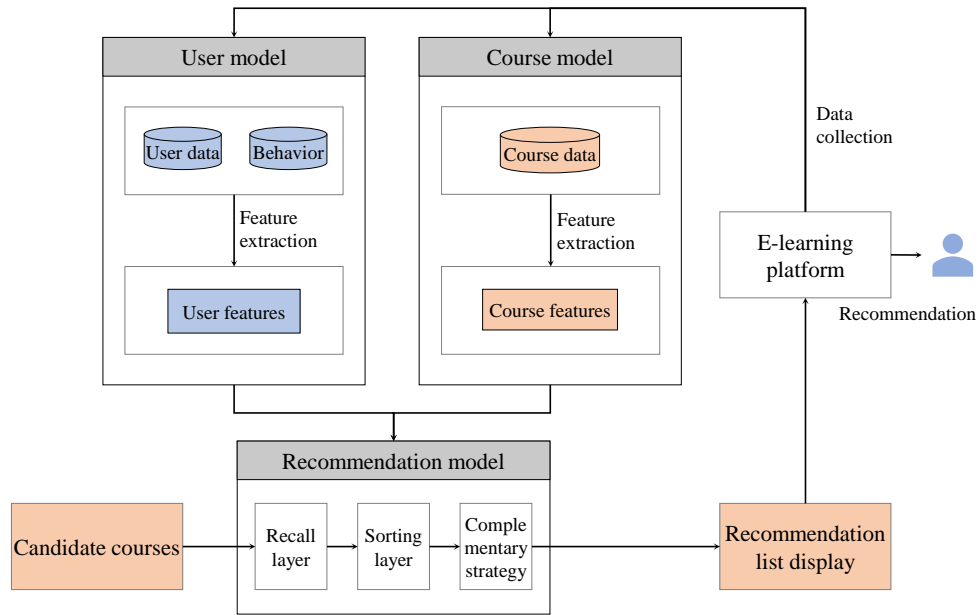 User model
Course model
User data
Behavior
Course data
Data
collection
Feature
extraction
Feature
extraction
E-learning
platform
User features
Course features
Recommendation
Recommendation model
Candidate courses
Recall
layer
Sorting
layer
Comple
mentary
strategy
Recommendation
list display